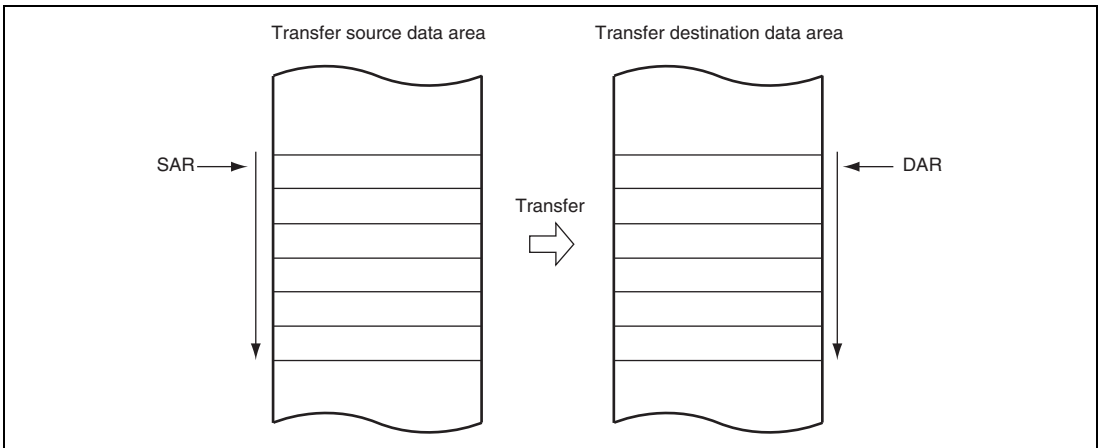 Transfer source data area
Transfer destination data area
SAR
Transfer
DAR